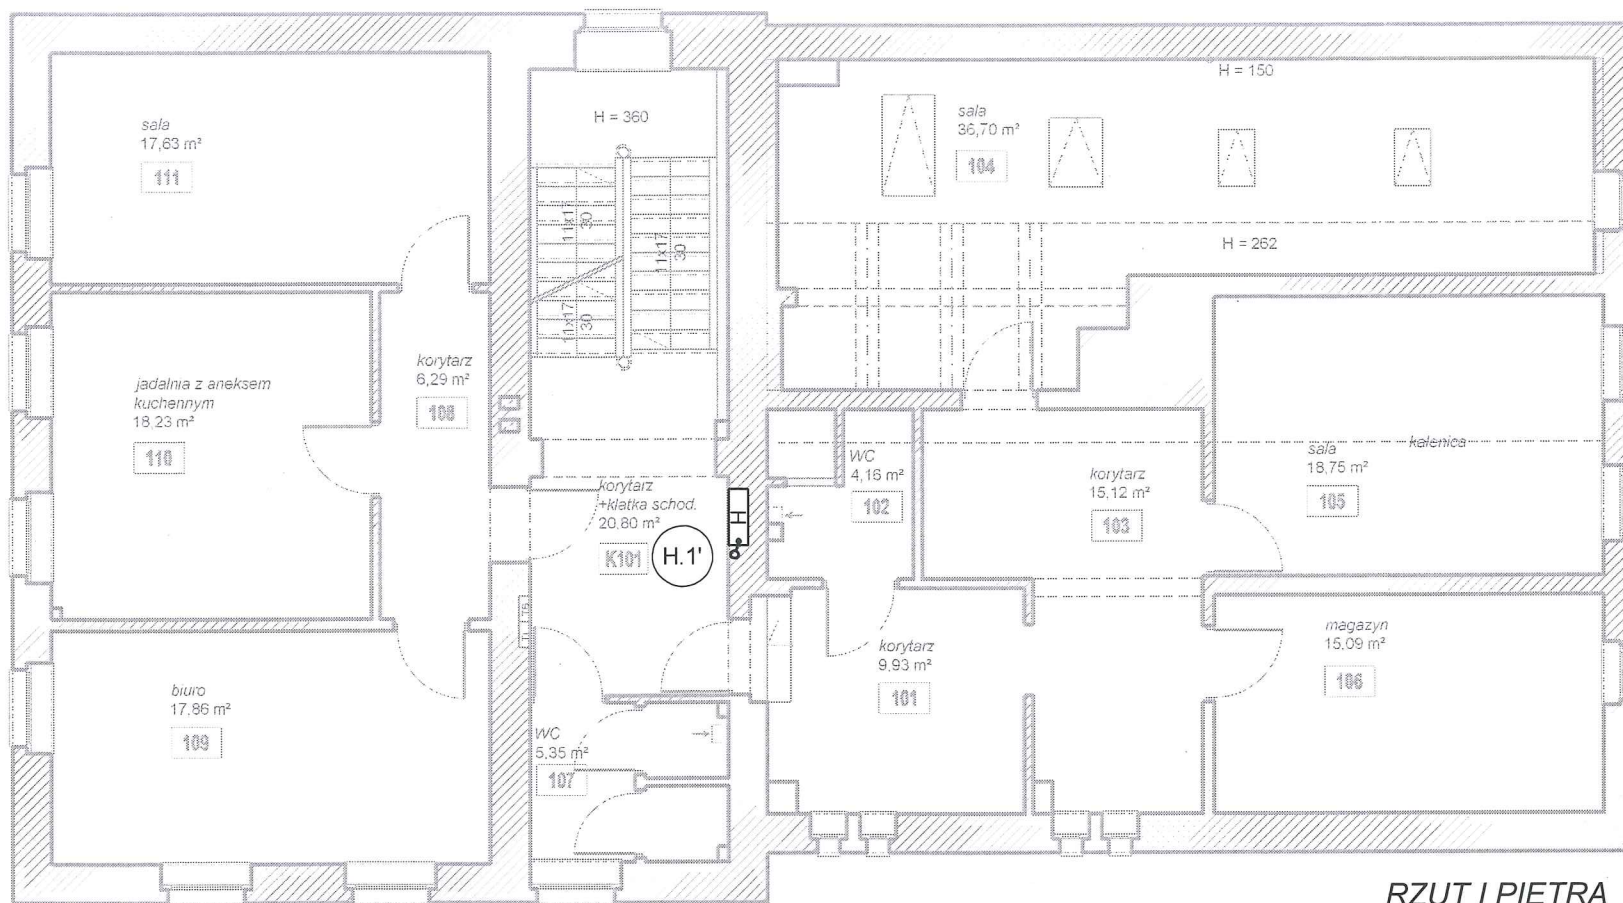 sala
17,63 m²
111
H = 360
11x17
30
11x17
30
11x17
30
sala
36,70 m²
104
H = 150
H = 262
jadalnia z aneksem
kuchennym
18,23 m²
110
korytarz
6,29 m²
108
korytarz
+klatka schod.
20,80 m²
K101
H.1'
H
WC
4,16 m²
102
korytarz
15,12 m²
103
sala
18,75 m²
105
kalenica
biuro
17,86 m²
109
WC
5,35 m²
107
korytarz
9,93 m²
101
magazyn
15,09 m²
106
RZUT I PIĘTRA